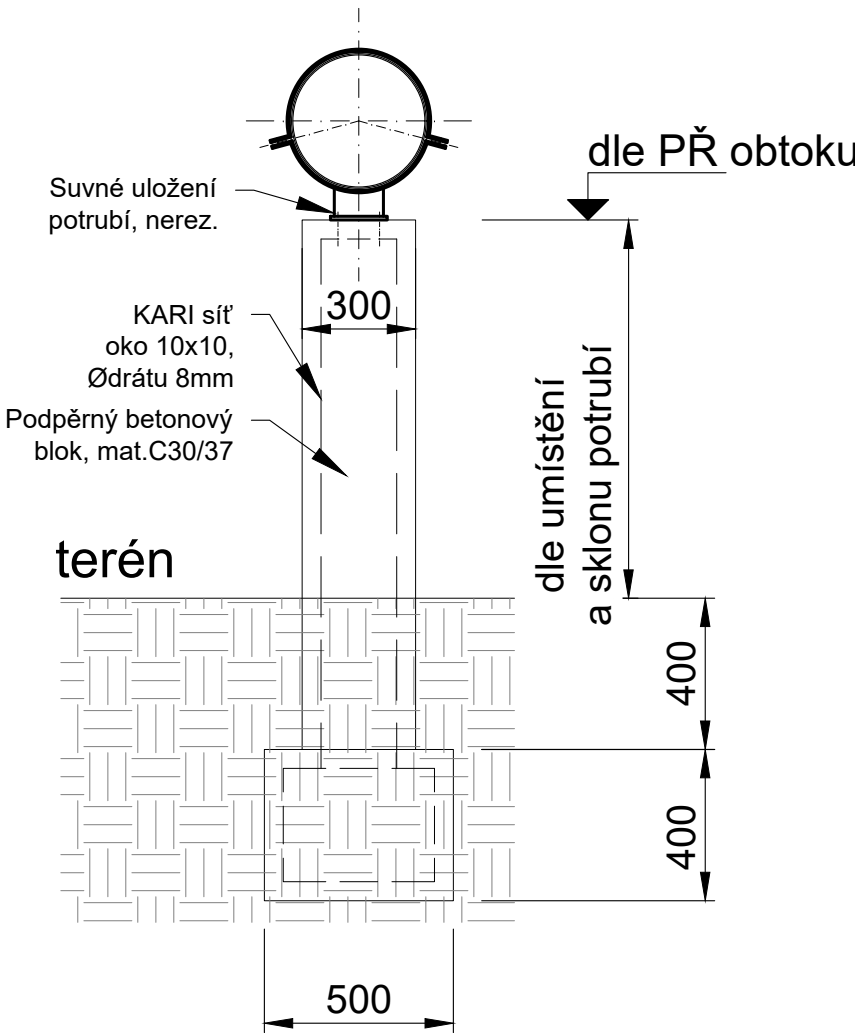 dle PŘ obtoku
Suvné uložení
potrubí, nerez.
300
KARI síť
oko 10x10,
Ødrátu 8mm
Podpěrný betonový
blok, mat.C30/37
dle umístění
a sklonu potrubí
terén
400
400
500